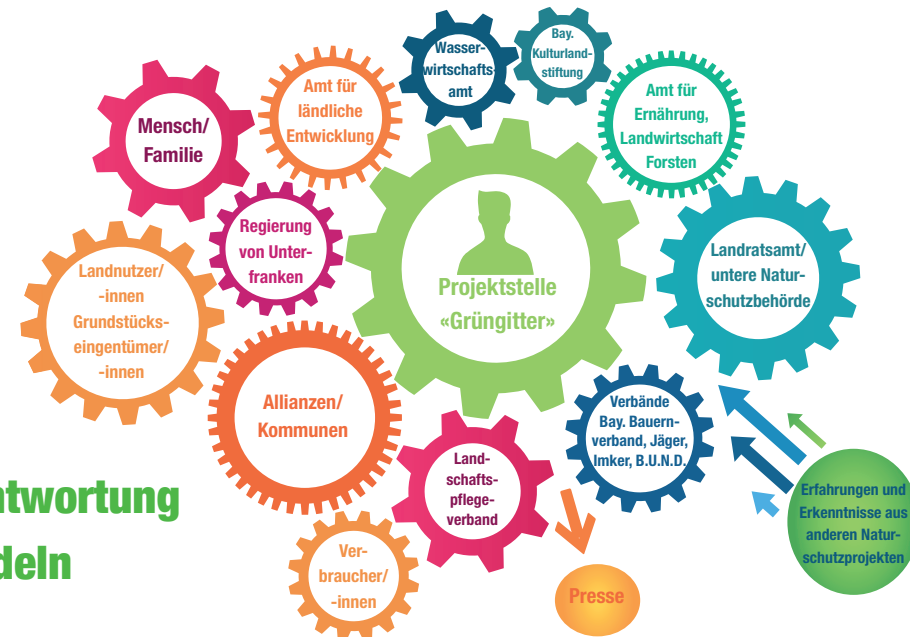 Wasser-
wirtschafts-
amt
Bay.
Kulturland-
stiftung
Amt für
ländliche
Entwicklung
Amt für
Ernährung,
Landwirtschaft
Forsten
Mensch/
Familie
Regierung
von Unter-
franken
Projektstelle
«Grüngitter»
Landratsamt/
untere Natur-
schutzbehörde
Landnutzer/
-innen
Grundstücks-
eingentümer/
-innen
Allianzen/
Kommunen
Verbände
Bay. Bauern-
verband, Jäger,
Imker, B.U.N.D.
Land-
schafts-
pflege-
verband
Erfahrungen und
Erkenntnisse aus
anderen Natur-
schutzprojekten
ntwortung
deln
Ver-
braucher/
-innen
Presse